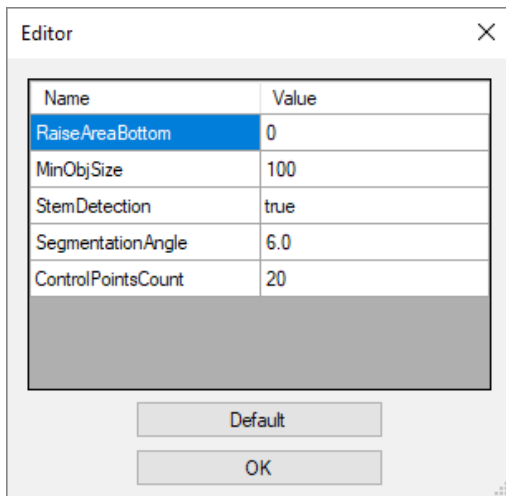 Editor
Name Value
RaiseAreaBottom 0
MinObjSize 100
StemDetection true
SegmentationAngle 6.0
ControlPointsCount 20
Default
OK